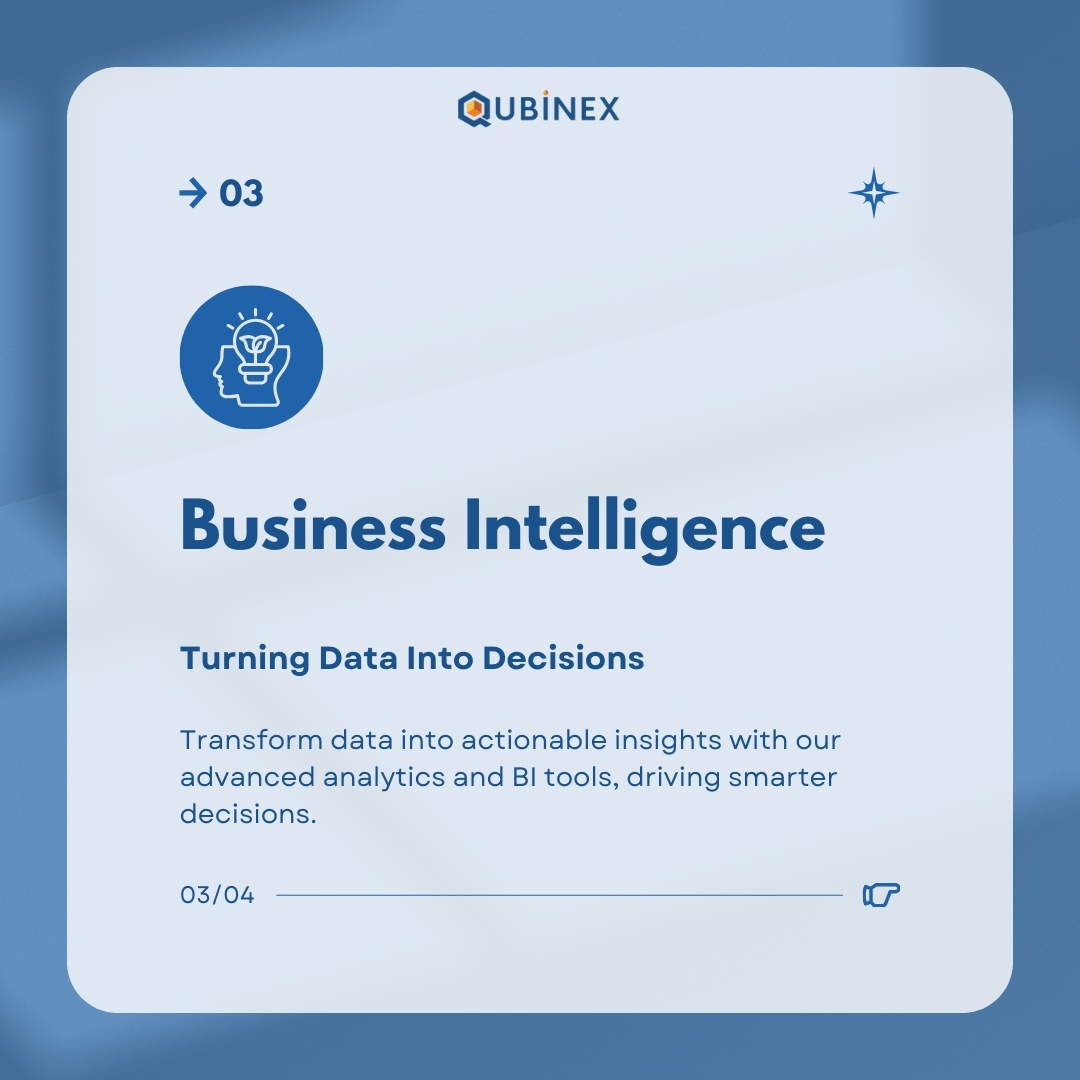 QUBINEX
03
Business Intelligence
Turning Data Into Decisions
Transform data into actionable insights with our
advanced analytics and BI tools, driving smarter
decisions.
03/04